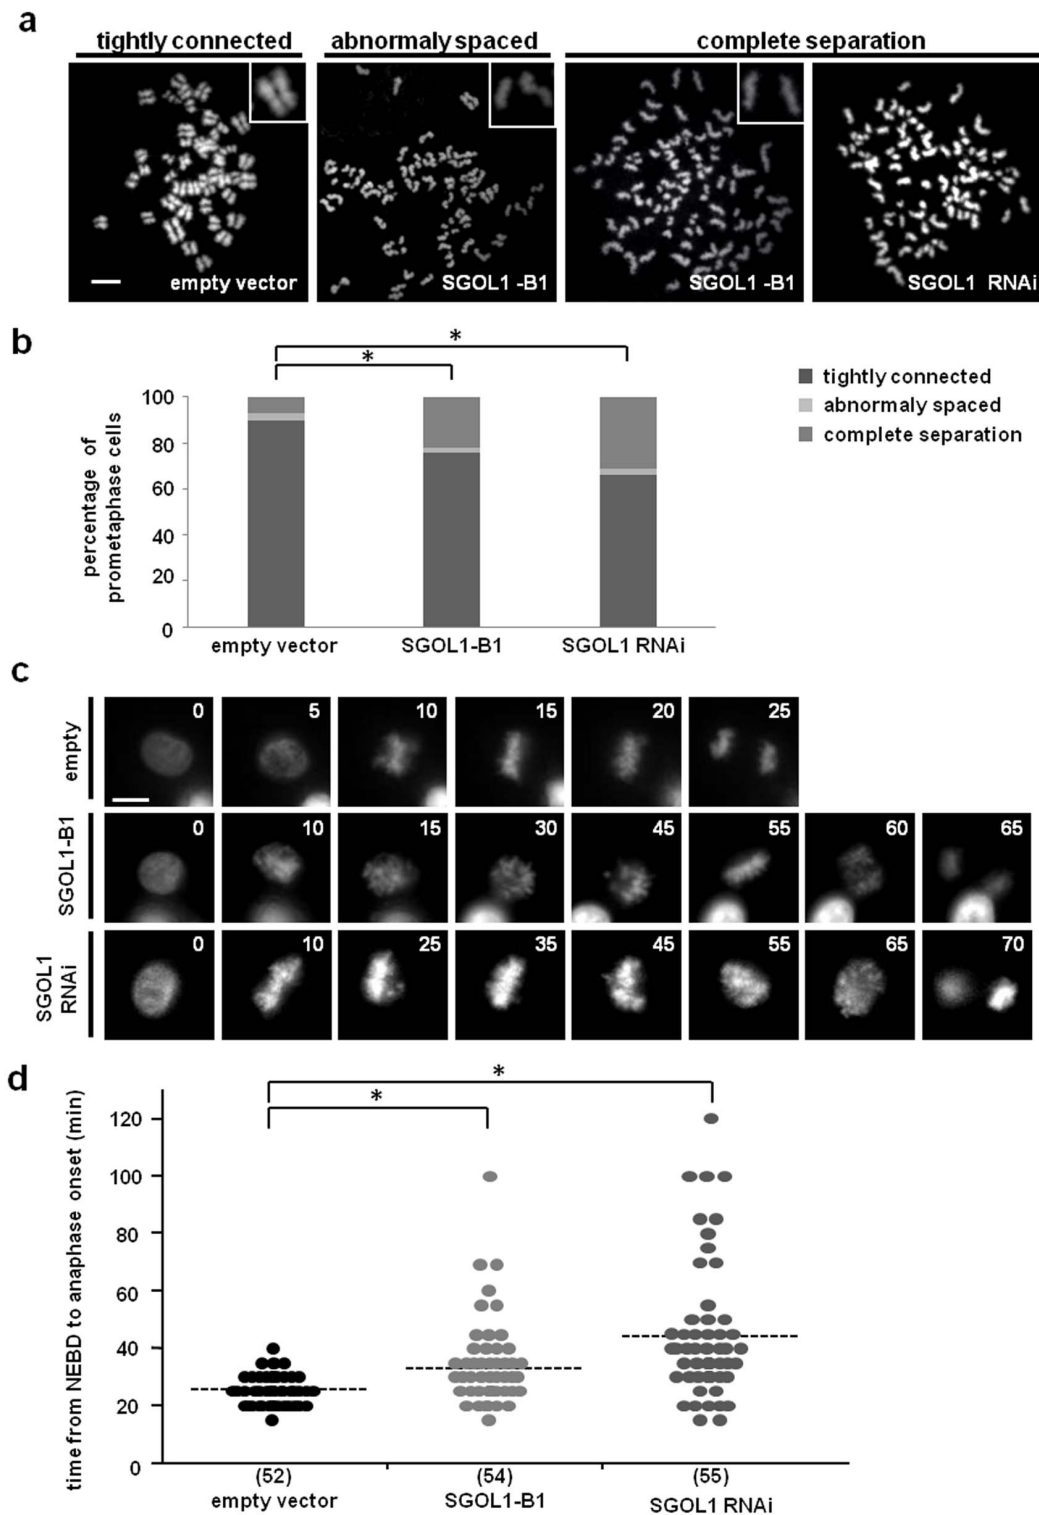 a
tightly connected
abnormaly spaced
complete separation
empty vector
SGOL1 -B1
SGOL1 -B1
SGOL1 RNAi
b
*
*
percentage of
prometaphase cells
100
80
60
40
20
0
empty vector
SGOL1-B1
SGOL1 RNAi
tightly connected
abnormaly spaced
complete separation
c
empty
0 5 10 15 20 25
SGOL1-B1
0 10 15 30 45 55 60 65
SGOL1
RNAi
0 10 25 35 45 55 65 70
d
*
*
time from NEBD to anaphase onset (min)
120
100
80
60
40
20
0
(52)
empty vector
(54)
SGOL1-B1
(55)
SGOL1 RNAi